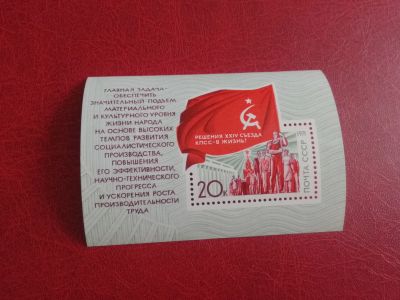 ГЛАВНАЯ ЗАДАЧА-
ОБЕСПЕЧИТЬ
ЗНАЧИТЕЛЬНЫЙ ПОДЪЕМ
МАТЕРИАЛЬНОГО
И КУЛЬТУРНОГО УРОВНЯ
ЖИЗНИ НАРОДА
НА ОСНОВЕ ВЫСОКИХ
ТЕМПОВ РАЗВИТИЯ
СОЦИАЛИСТИЧЕСКОГО
ПРОИЗВОДСТВА,
ПОВЫШЕНИЯ
ЕГО ЭФФЕКТИВНОСТИ,
НАУЧНО-ТЕХНИЧЕСКОГО
ПРОГРЕССА
И УСКОРЕНИЯ РОСТА
ПРОИЗВОДИТЕЛЬНОСТИ
ТРУДА
РЕШЕНИЯ XXIV СЪЕЗДА
КПСС-В ЖИЗНЬ!
20К
ПОЧТА СССР